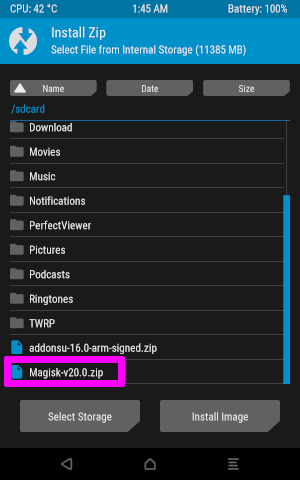 CPU: 42 °C 1:45 AM Battery: 100%
Install Zip
Select File from Internal Storage (11385 MB)
Name Date Size
/sdcard
Download
Movies
Music
Notifications
PerfectViewer
Pictures
Podcasts
Ringtones
TWRP
addonsu-16.0-arm-signed.zip
Magisk-v20.0.zip
Select Storage Install Image